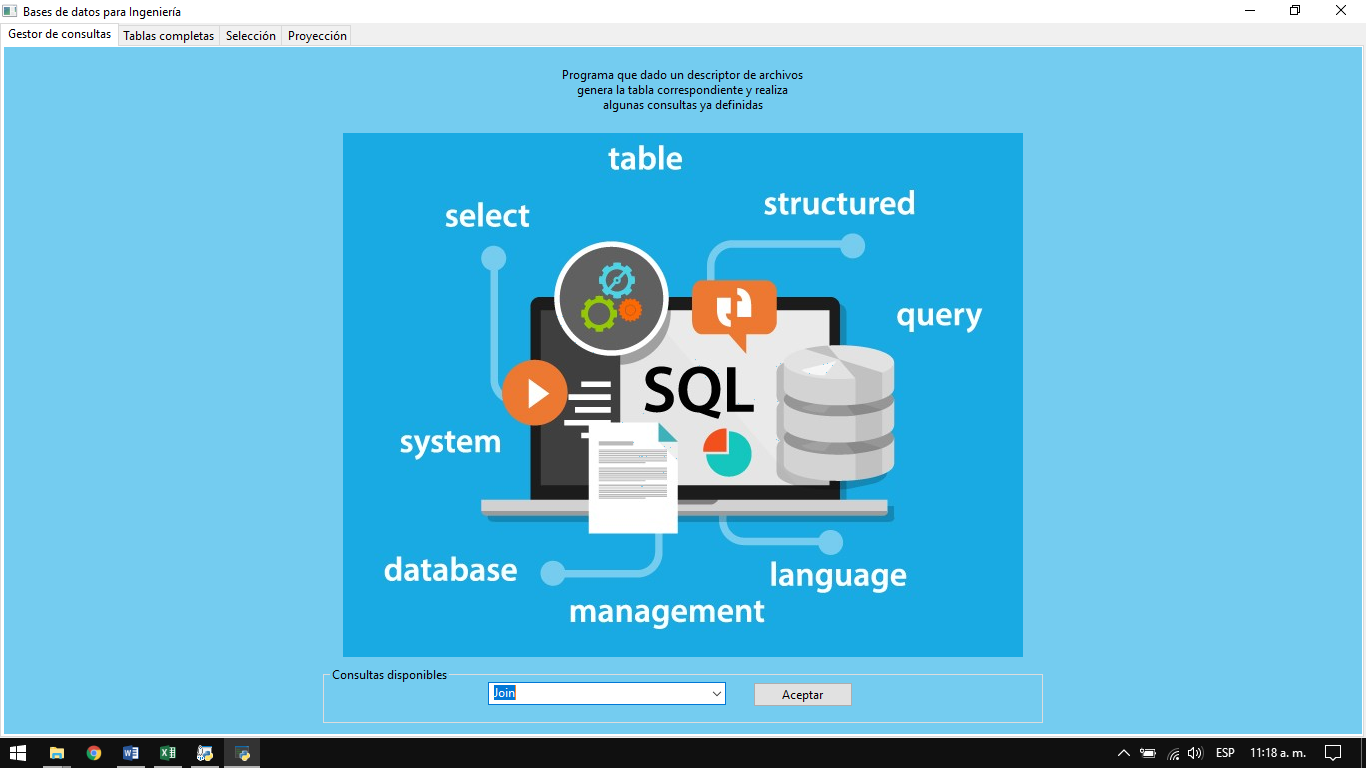 Bases de datos para Ingeniería
Gestor de consultas Tablas completas Selección Proyección
Programa que dado un descriptor de archivos
genera la tabla correspondiente y realiza
algunas consultas ya definidas
table
select
structured
query
SQL
system
database
language
management
Consultas disponibles
Join
Aceptar
ESP
11:18 a. m.